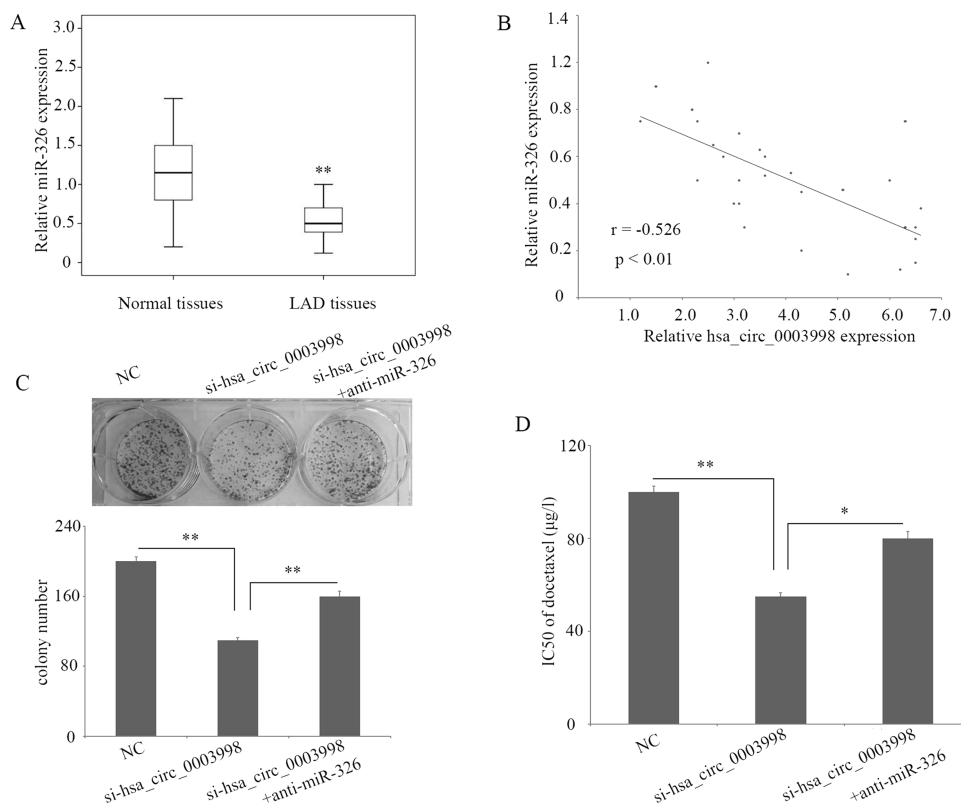 A
Relative miR-326 expression
3.0
2.5
2.0
1.5
1.0
0.5
0
**
Normal tissues
LAD tissues
B
Relative miR-326 expression
1.4
1.2
0.8
0.6
0.4
0.2
0
r = -0.526
p < 0.01
1.0
2.0
3.0
4.0
5.0
6.0
7.0
Relative hsa_circ_0003998 expression
C
NC
si-hsa_circ_0003998
si-hsa_circ_0003998
+anti-miR-326
colony number
240
160
80
0
**
**
NC
si-hsa_circ_0003998
si-hsa_circ_0003998
+anti-miR-326
D
IC50 of docetaxel (μg/l)
120
80
40
0
**
*
NC
si-hsa_circ_0003998
si-hsa_circ_0003998
+anti-miR-326